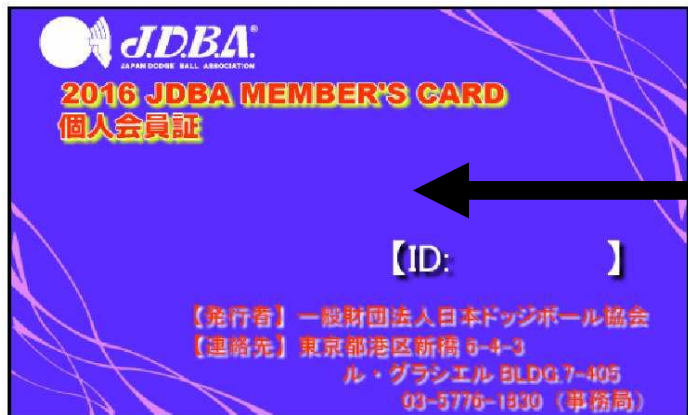 J.D.B.A.
JAPAN DODGE BALL ASSOCIATION
2016 JDBA MEMBER'S CARD
個人会員証
【ID: 】
【発行者】一般財団法人日本ドッジボール協会
【連絡先】東京都港区新橋 6-4-3
ル・グラシエル BLDG.7-405
03-5776-1830（事務局）